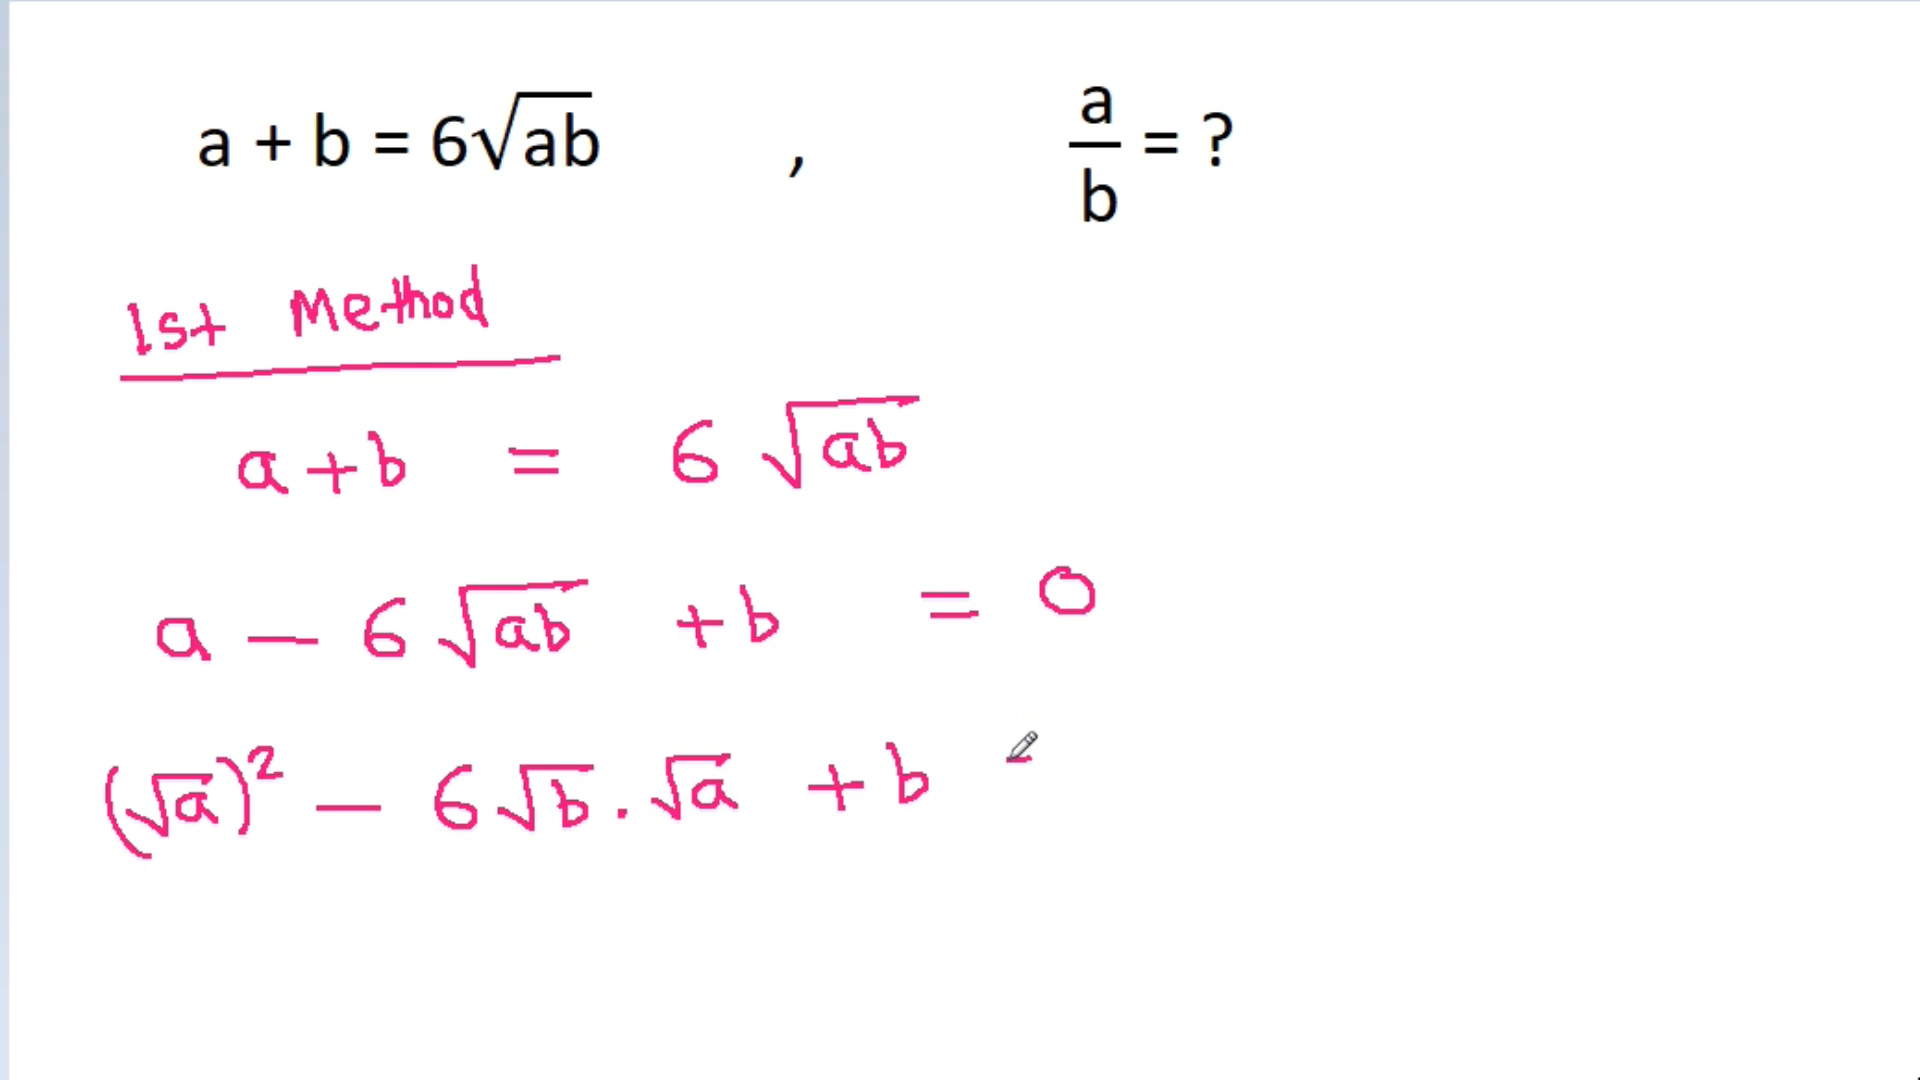 a + b = 6√ab , a/b = ?
1st Method
a + b = 6 √ab
a − 6 √ab + b = 0
(√a)² − 6√b . √a + b